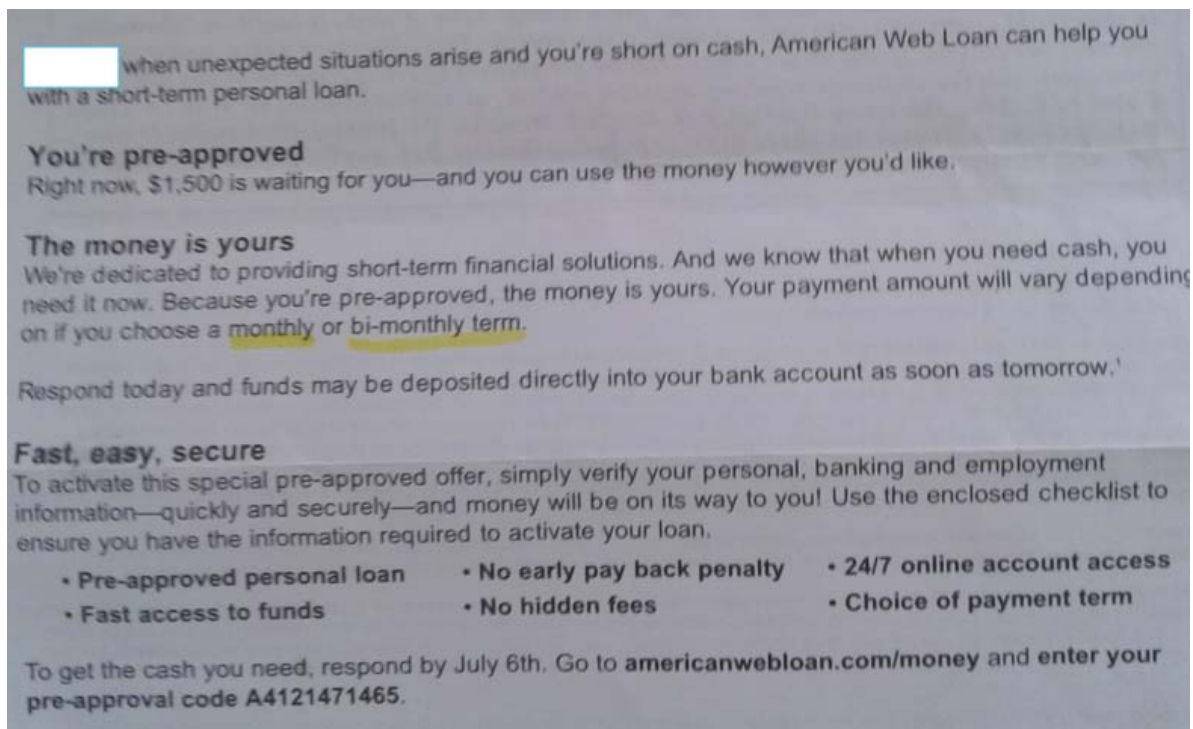 when unexpected situations arise and you're short on cash, American Web Loan can help you
with a short-term personal loan.
You're pre-approved
Right now, $1,500 is waiting for you—and you can use the money however you'd like.
The money is yours
We're dedicated to providing short-term financial solutions. And we know that when you need cash, you
need it now. Because you're pre-approved, the money is yours. Your payment amount will vary depending
on if you choose a monthly or bi-monthly term.
Respond today and funds may be deposited directly into your bank account as soon as tomorrow.¹
Fast, easy, secure
To activate this special pre-approved offer, simply verify your personal, banking and employment
information—quickly and securely—and money will be on its way to you! Use the enclosed checklist to
ensure you have the information required to activate your loan.
• Pre-approved personal loan • No early pay back penalty • 24/7 online account access
• Fast access to funds • No hidden fees • Choice of payment term
To get the cash you need, respond by July 6th. Go to americanwebloan.com/money and enter your
pre-approval code A4121471465.